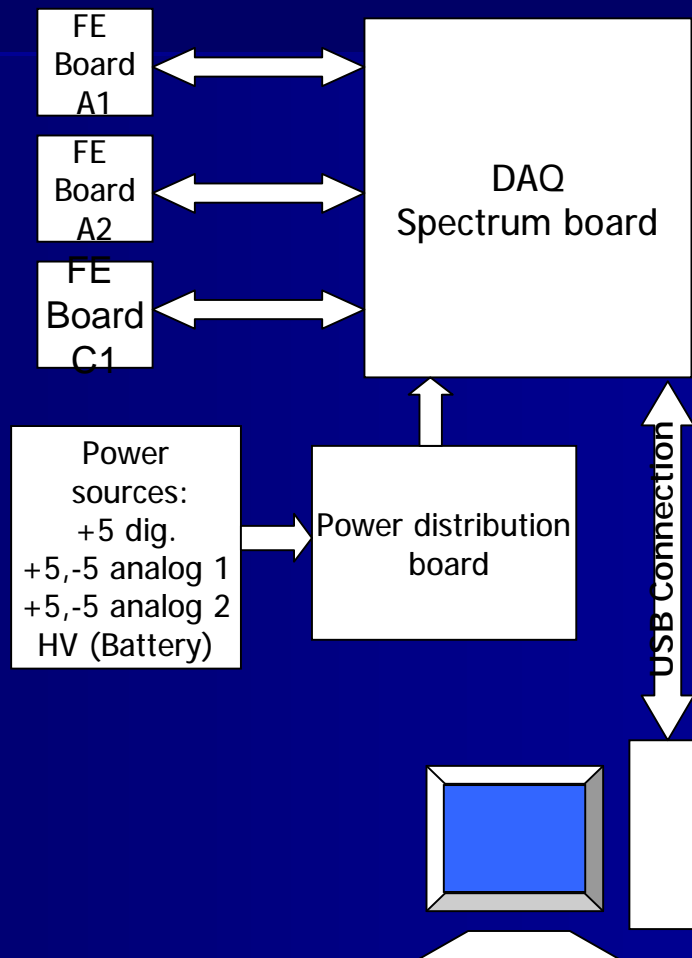 FE
Board
A1
FE
Board
A2
FE
Board
C1
DAQ
Spectrum board
Power
sources:
+5 dig.
+5,-5 analog 1
+5,-5 analog 2
HV (Battery)
Power distribution
board
USB Connection